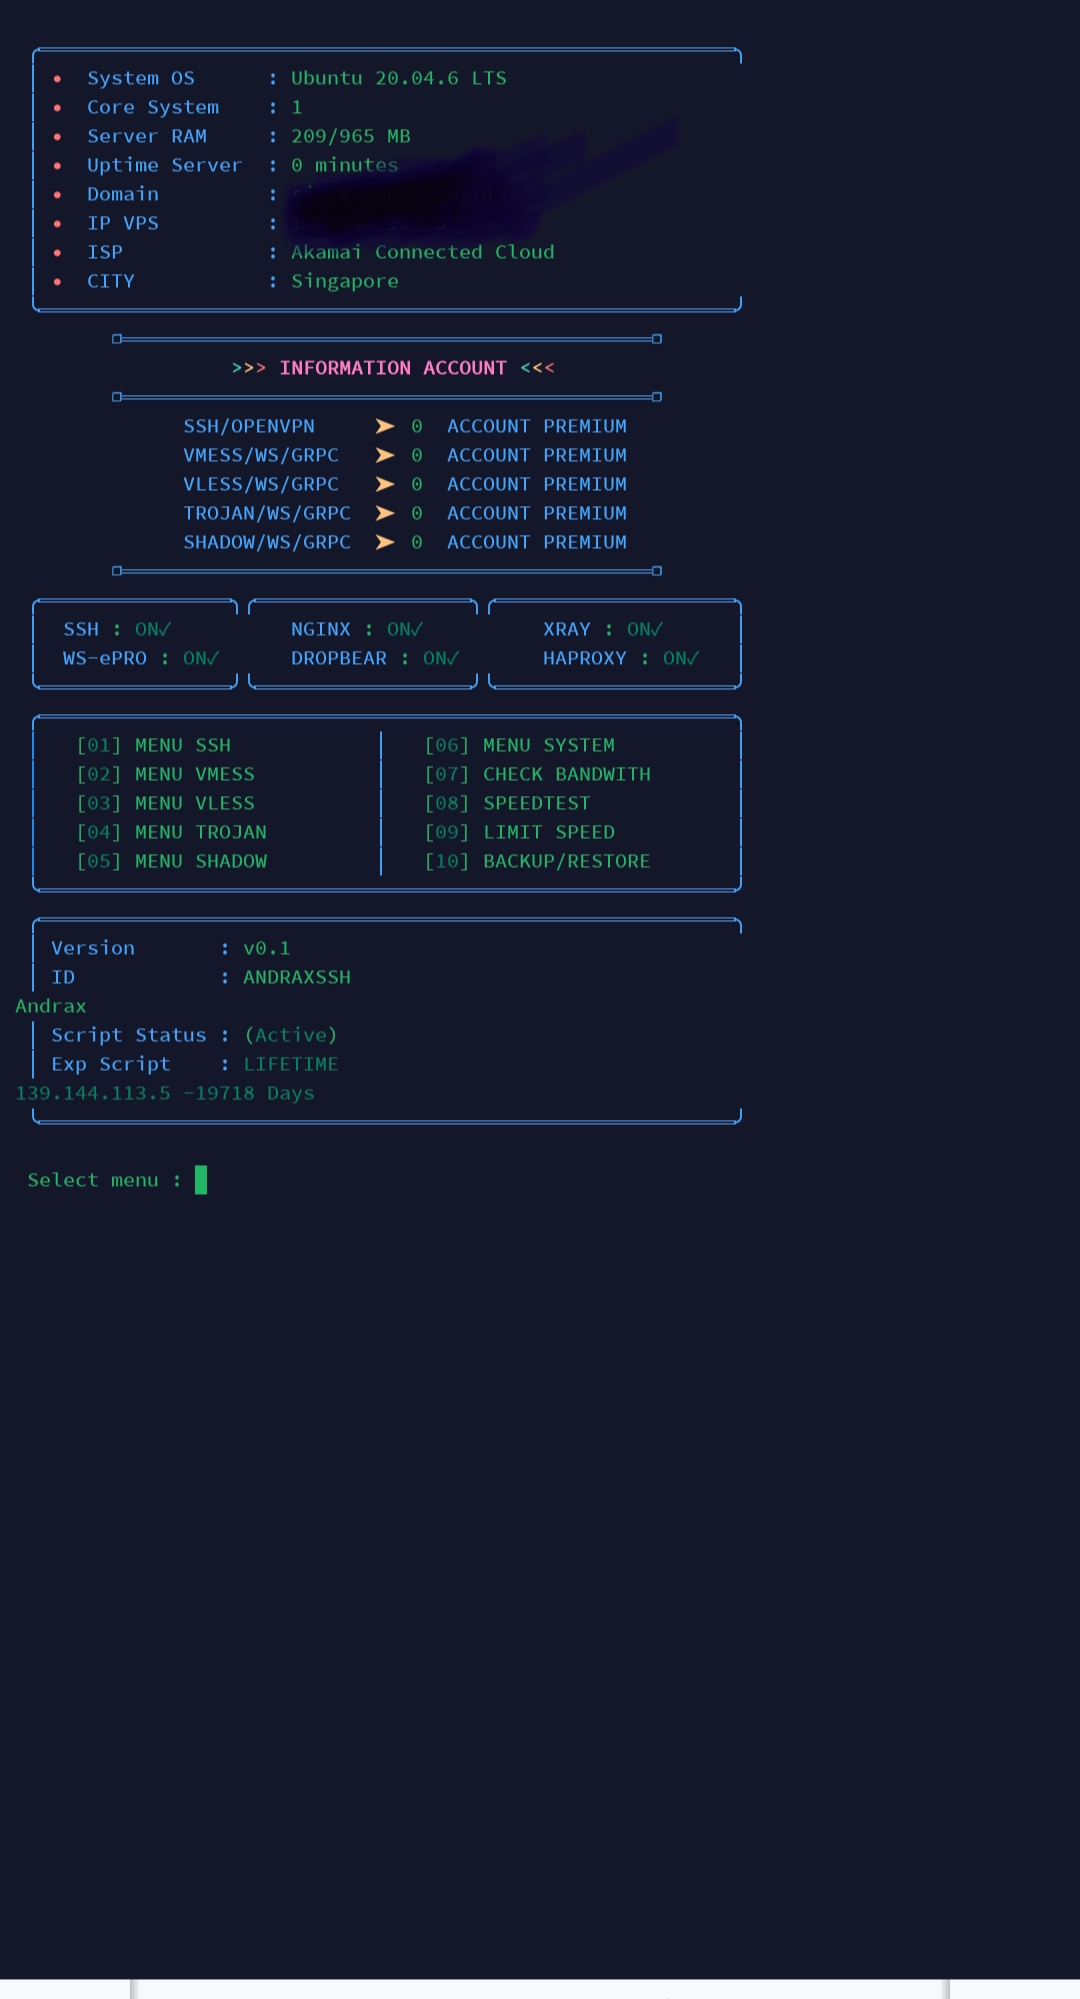 • System OS : Ubuntu 20.04.6 LTS
• Core System : 1
• Server RAM : 209/965 MB
• Uptime Server : 0 minutes
• Domain :
• IP VPS :
• ISP : Akamai Connected Cloud
• CITY : Singapore
>>> INFORMATION ACCOUNT <<<
SSH/OPENVPN ➤ 0 ACCOUNT PREMIUM
VMESS/WS/GRPC ➤ 0 ACCOUNT PREMIUM
VLESS/WS/GRPC ➤ 0 ACCOUNT PREMIUM
TROJAN/WS/GRPC ➤ 0 ACCOUNT PREMIUM
SHADOW/WS/GRPC ➤ 0 ACCOUNT PREMIUM
SSH : ON✓ NGINX : ON✓ XRAY : ON✓
WS-ePRO : ON✓ DROPBEAR : ON✓ HAPROXY : ON✓
[01] MENU SSH [06] MENU SYSTEM
[02] MENU VMESS [07] CHECK BANDWITH
[03] MENU VLESS [08] SPEEDTEST
[04] MENU TROJAN [09] LIMIT SPEED
[05] MENU SHADOW [10] BACKUP/RESTORE
Version : v0.1
ID : ANDRAXSSH
Andrax
Script Status : (Active)
Exp Script : LIFETIME
139.144.113.5 -19718 Days
Select menu :